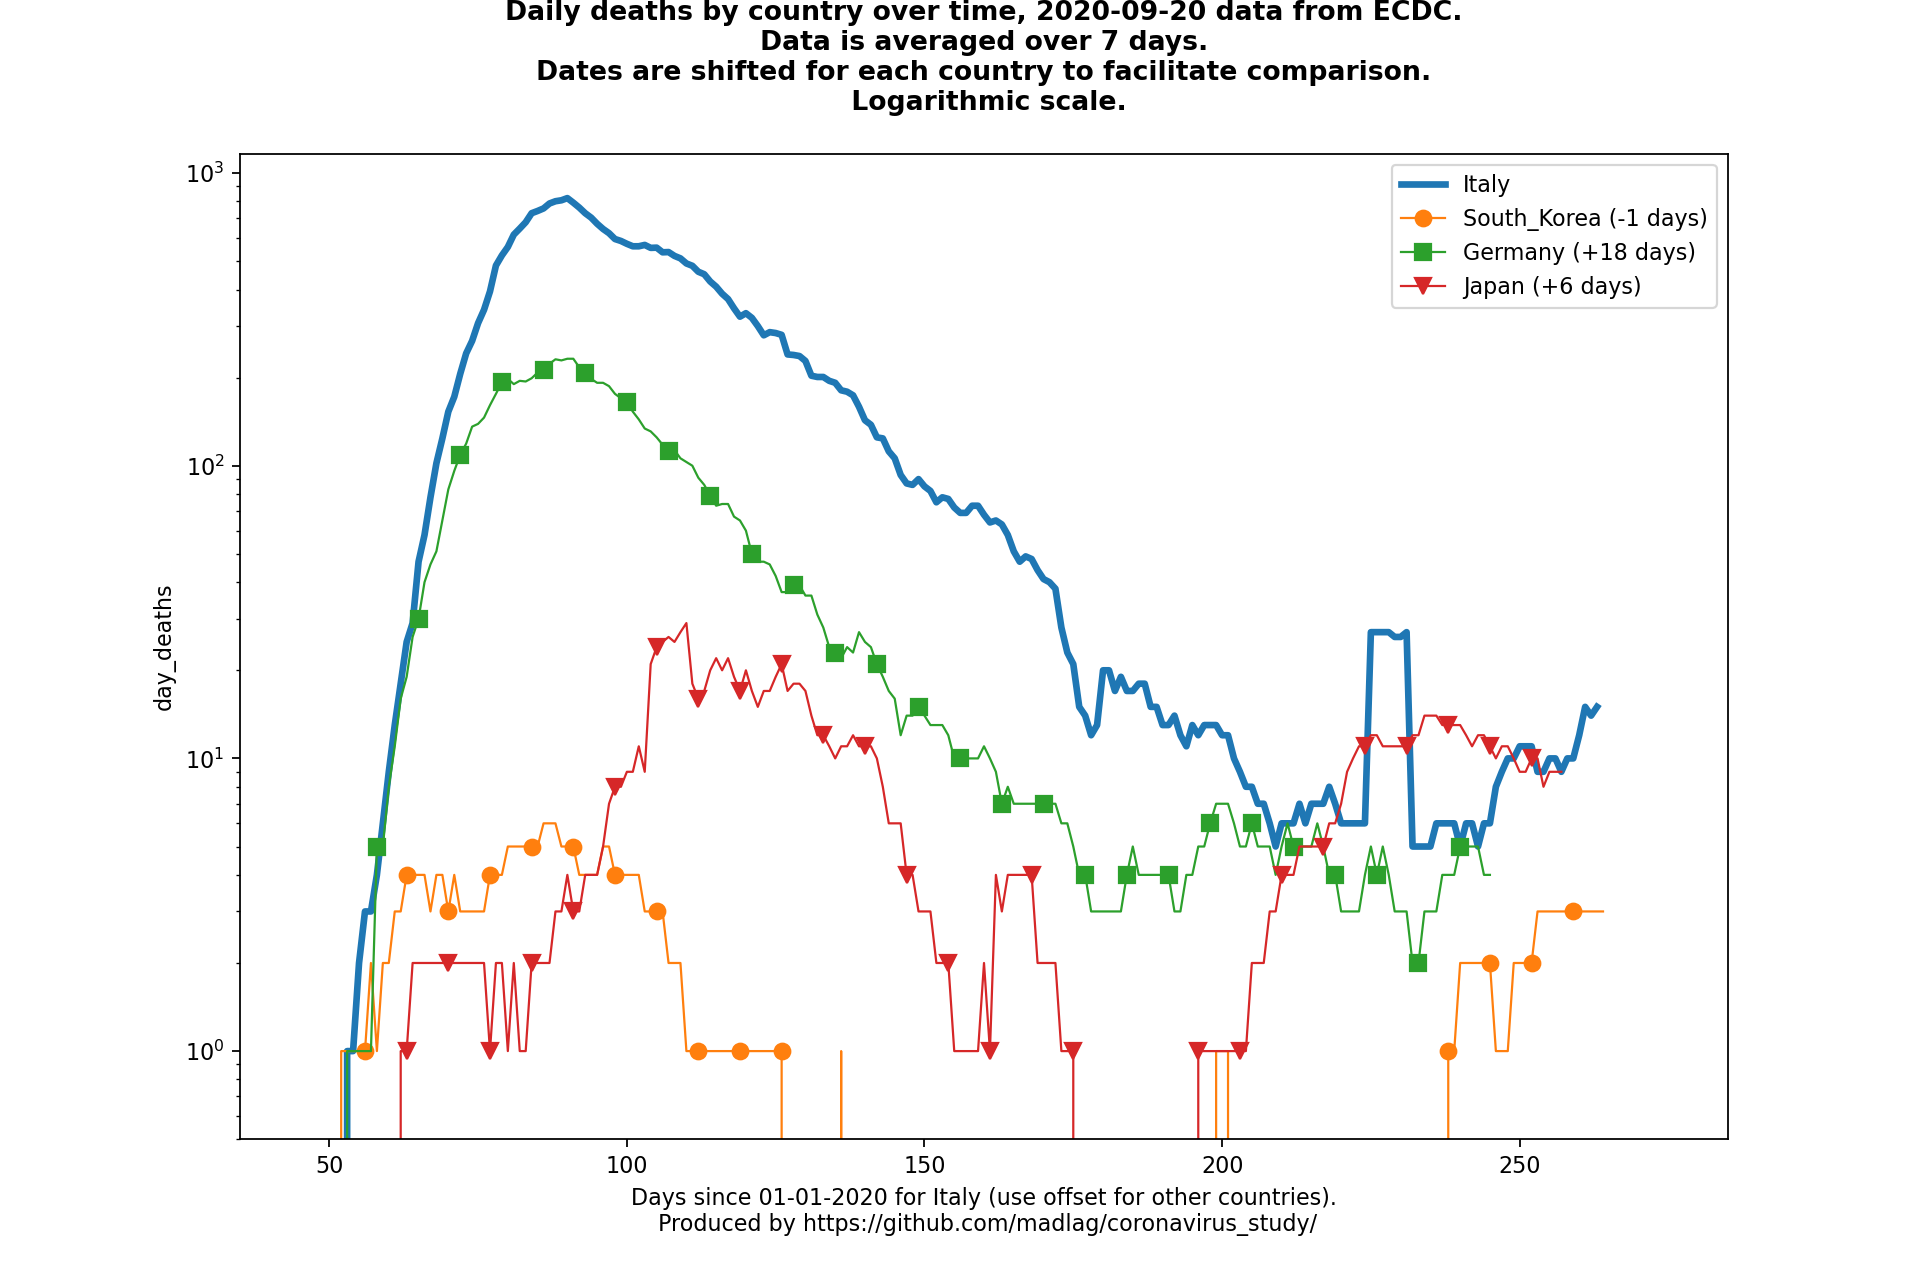 Daily deaths by country over time, 2020-09-20 data from ECDC.
Data is averaged over 7 days.
Dates are shifted for each country to facilitate comparison.
Logarithmic scale.
10³
10²
10¹
10⁰
day_deaths
Italy
South_Korea (-1 days)
Germany (+18 days)
Japan (+6 days)
50 100 150 200 250
Days since 01-01-2020 for Italy (use offset for other countries).
Produced by https://github.com/madlag/coronavirus_study/